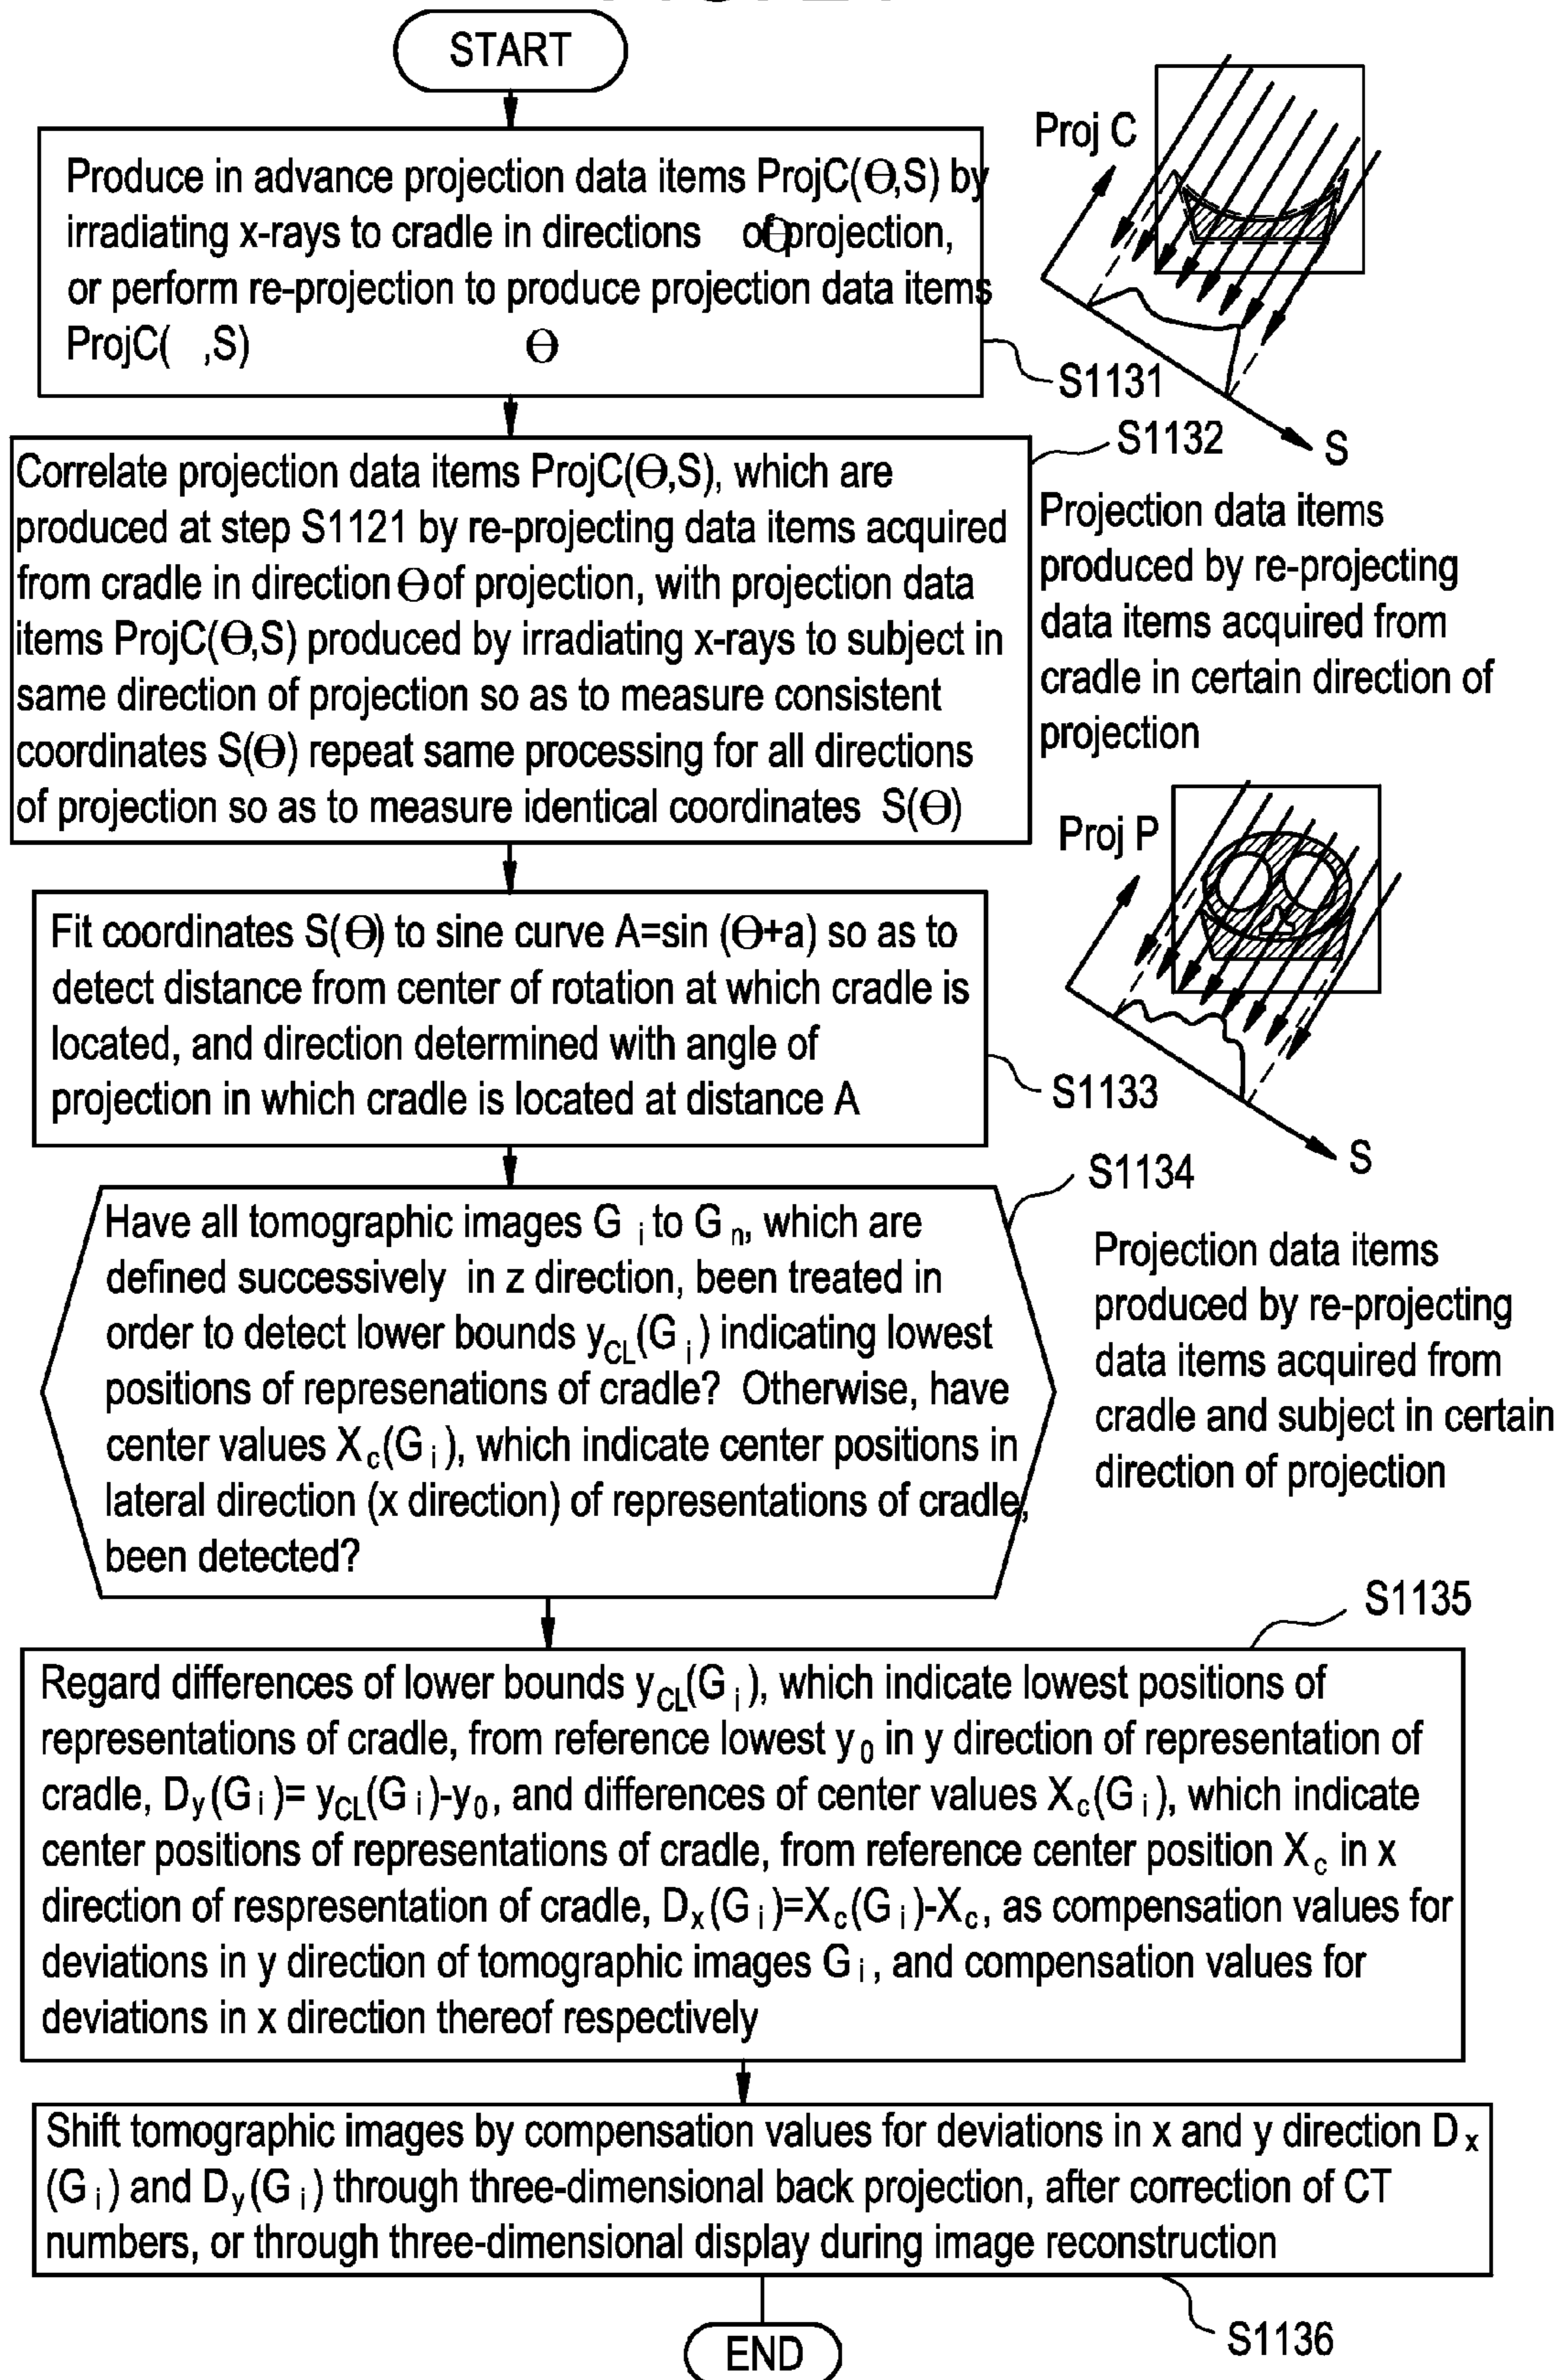 START
Produce in advance projection data items ProjC(Θ,S) by
irradiating x-rays to cradle in directions of Θ projection,
or perform re-projection to produce projection data items
ProjC( ,S) Θ
S1131
Proj C
S
S1132
Correlate projection data items ProjC(Θ,S), which are
produced at step S1121 by re-projecting data items acquired
from cradle in direction Θ of projection, with projection data
items ProjC(Θ,S) produced by irradiating x-rays to subject in
same direction of projection so as to measure consistent
coordinates S(Θ) repeat same processing for all directions
of projection so as to measure identical coordinates S(Θ)
Projection data items
produced by re-projecting
data items acquired from
cradle in certain direction of
projection
Proj P
S
Fit coordinates S(Θ) to sine curve A=sin (Θ+a) so as to
detect distance from center of rotation at which cradle is
located, and direction determined with angle of
projection in which cradle is located at distance A
S1133
S1134
Have all tomographic images G i to G n, which are
defined successively in z direction, been treated in
order to detect lower bounds yCL(G i ) indicating lowest
positions of represenations of cradle? Otherwise, have
center values Xc(G i ), which indicate center positions in
lateral direction (x direction) of representations of cradle,
been detected?
Projection data items
produced by re-projecting
data items acquired from
cradle and subject in certain
direction of projection
S1135
Regard differences of lower bounds yCL(G i ), which indicate lowest positions of
representations of cradle, from reference lowest y 0 in y direction of representation of
cradle, Dy(G i )= yCL(G i )-y0, and differences of center values Xc(G i ), which indicate
center positions of representations of cradle, from reference center position Xc in x
direction of respresentation of cradle, Dx(G i )=Xc(G i )-Xc, as compensation values for
deviations in y direction of tomographic images G i , and compensation values for
deviations in x direction thereof respectively
Shift tomographic images by compensation values for deviations in x and y direction D x
(G i ) and Dy(G i ) through three-dimensional back projection, after correction of CT
numbers, or through three-dimensional display during image reconstruction
S1136
END